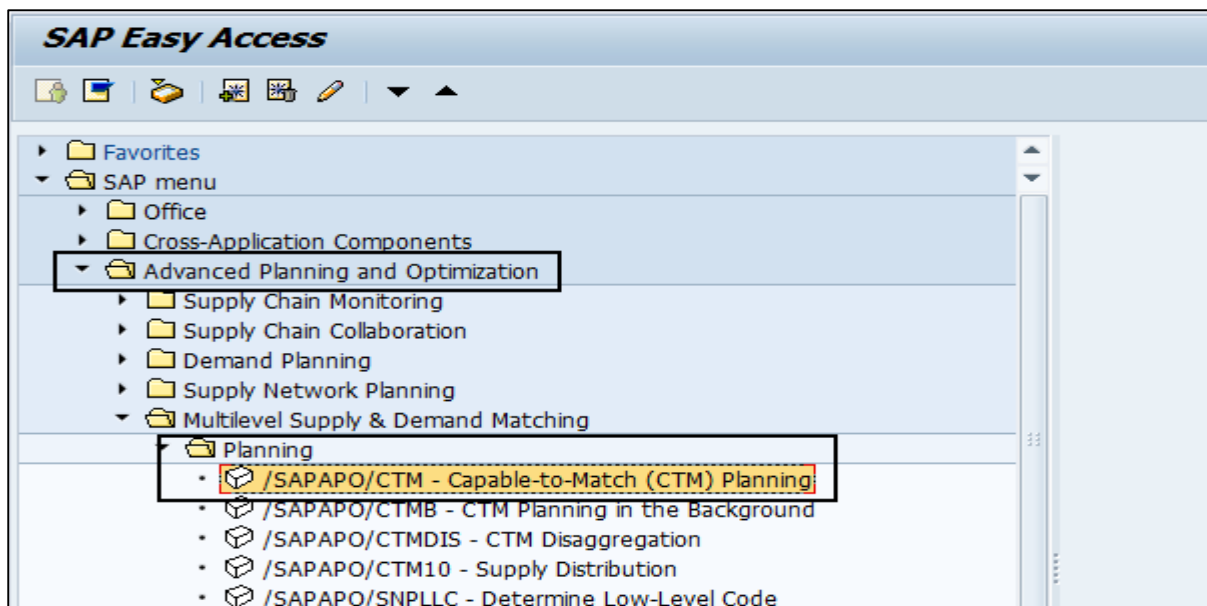 SAP Easy Access
Favorites
SAP menu
Office
Cross-Application Components
Advanced Planning and Optimization
Supply Chain Monitoring
Supply Chain Collaboration
Demand Planning
Supply Network Planning
Multilevel Supply & Demand Matching
Planning
/SAPAPO/CTM - Capable-to-Match (CTM) Planning
/SAPAPO/CTMB - CTM Planning in the Background
/SAPAPO/CTMDIS - CTM Disaggregation
/SAPAPO/CTM10 - Supply Distribution
/SAPAPO/SNPLLC - Determine Low-Level Code